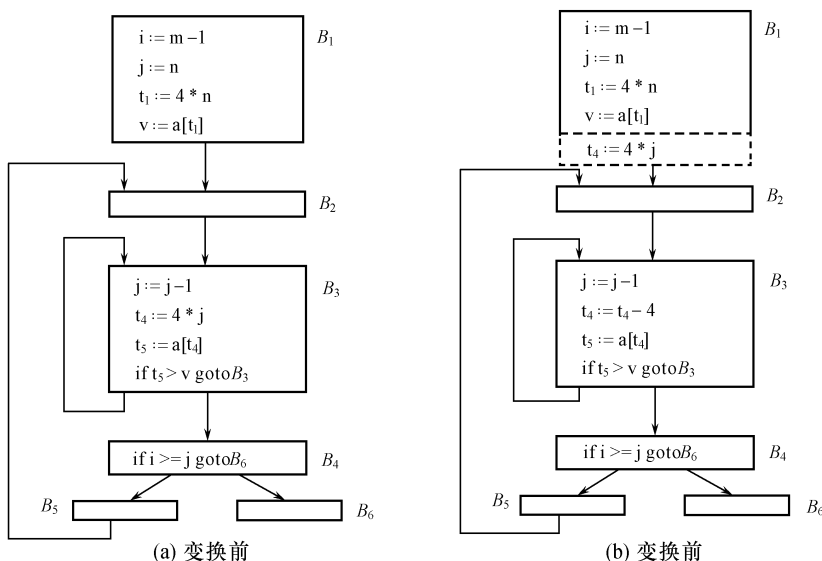 i := m − 1
j := n
t₁ := 4 * n
v := a[t₁]
B₁
B₂
j := j − 1
t₄ := 4 * j
t₅ := a[t₄]
if t₅ > v goto B₃
B₃
if i >= j goto B₆
B₄
B₅
B₆
(a) 变换前
i := m − 1
j := n
t₁ := 4 * n
v := a[t₁]
t₄ := 4 * j
B₁
B₂
j := j − 1
t₄ := t₄ − 4
t₅ := a[t₄]
if t₅ > v goto B₃
B₃
if i >= j goto B₆
B₄
B₅
B₆
(b) 变换前